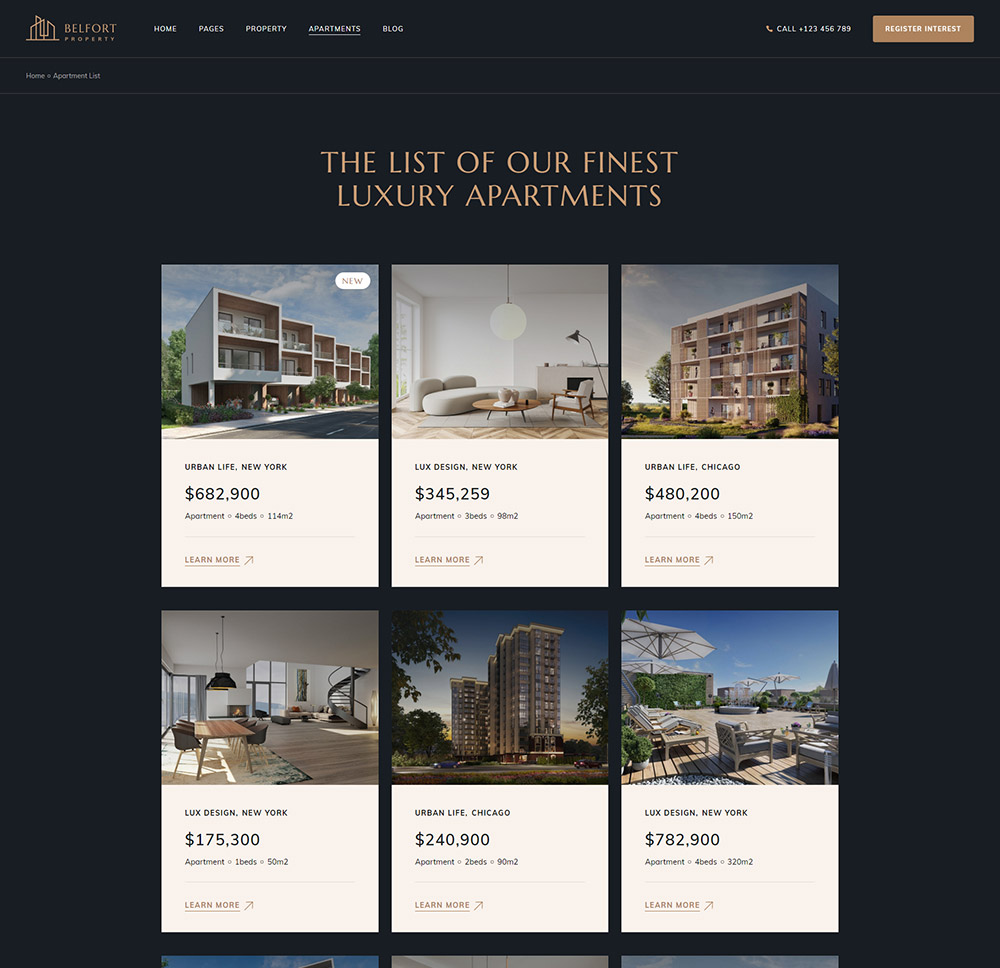 BELFORT
PROPERTY
HOME PAGES PROPERTY APARTMENTS BLOG
CALL +123 456 789
REGISTER INTEREST
Home Apartment List
THE LIST OF OUR FINEST
LUXURY APARTMENTS
NEW
URBAN LIFE, NEW YORK
$682,900
Apartment 4beds 114m2
LEARN MORE
LUX DESIGN, NEW YORK
$345,259
Apartment 3beds 98m2
LEARN MORE
URBAN LIFE, CHICAGO
$480,200
Apartment 4beds 150m2
LEARN MORE
LUX DESIGN, NEW YORK
$175,300
Apartment 1beds 50m2
LEARN MORE
URBAN LIFE, CHICAGO
$240,900
Apartment 2beds 90m2
LEARN MORE
LUX DESIGN, NEW YORK
$782,900
Apartment 4beds 320m2
LEARN MORE